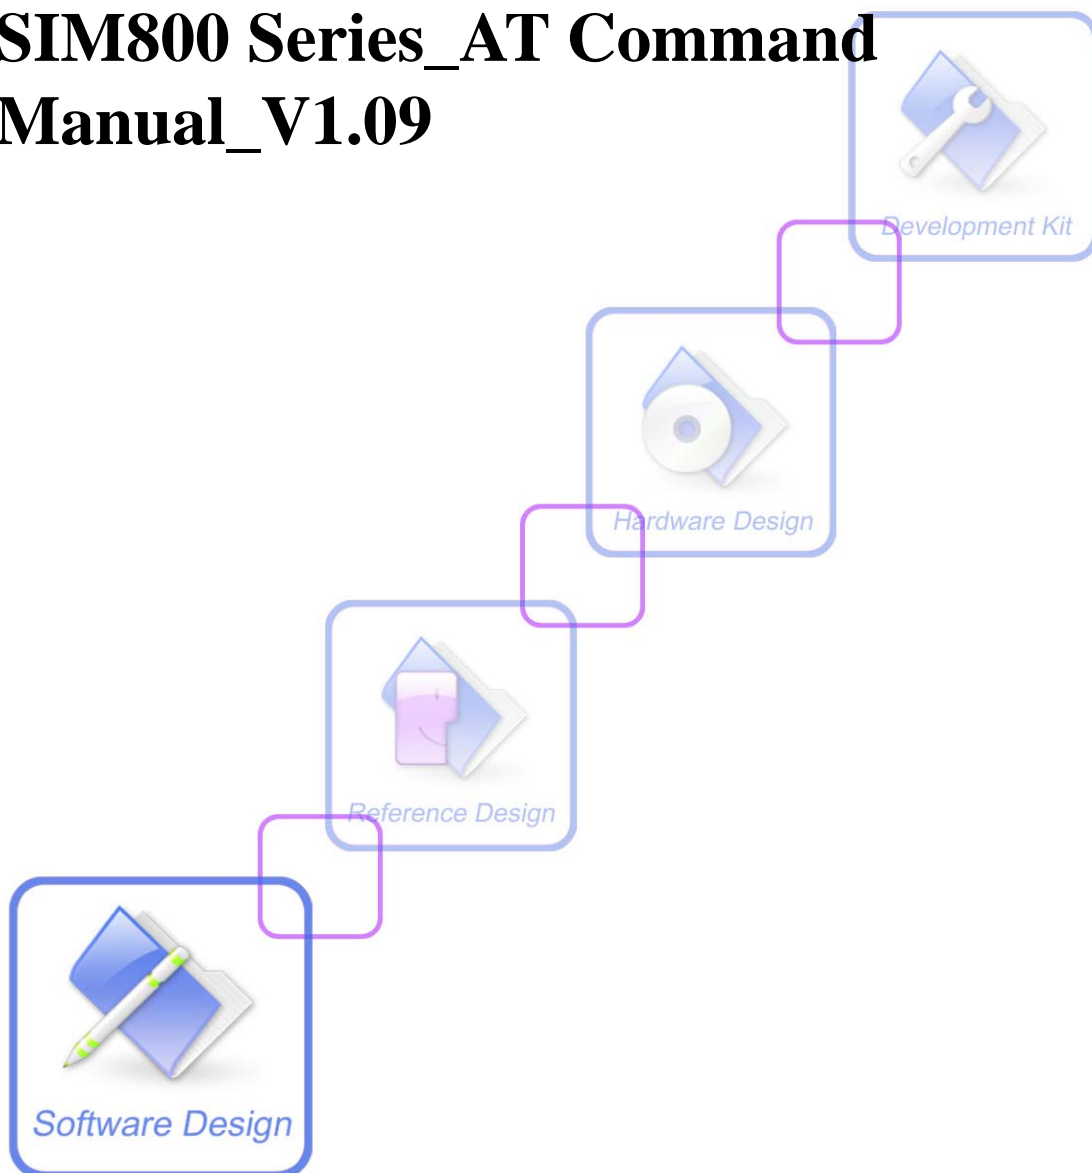 SIM800 Series_AT Command
Manual_V1.09
Development Kit
Hardware Design
Reference Design
Software Design